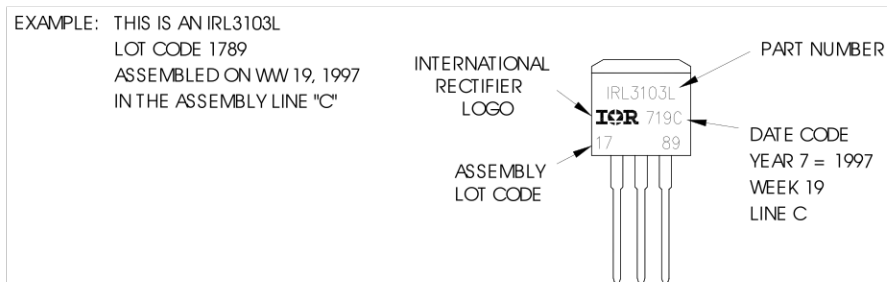 EXAMPLE: THIS IS AN IRL3103L
LOT CODE 1789
ASSEMBLED ON WW 19, 1997
IN THE ASSEMBLY LINE "C"
INTERNATIONAL
RECTIFIER
LOGO
ASSEMBLY
LOT CODE
IRL3103L
IOR 719C
17 89
PART NUMBER
DATE CODE
YEAR 7 = 1997
WEEK 19
LINE C